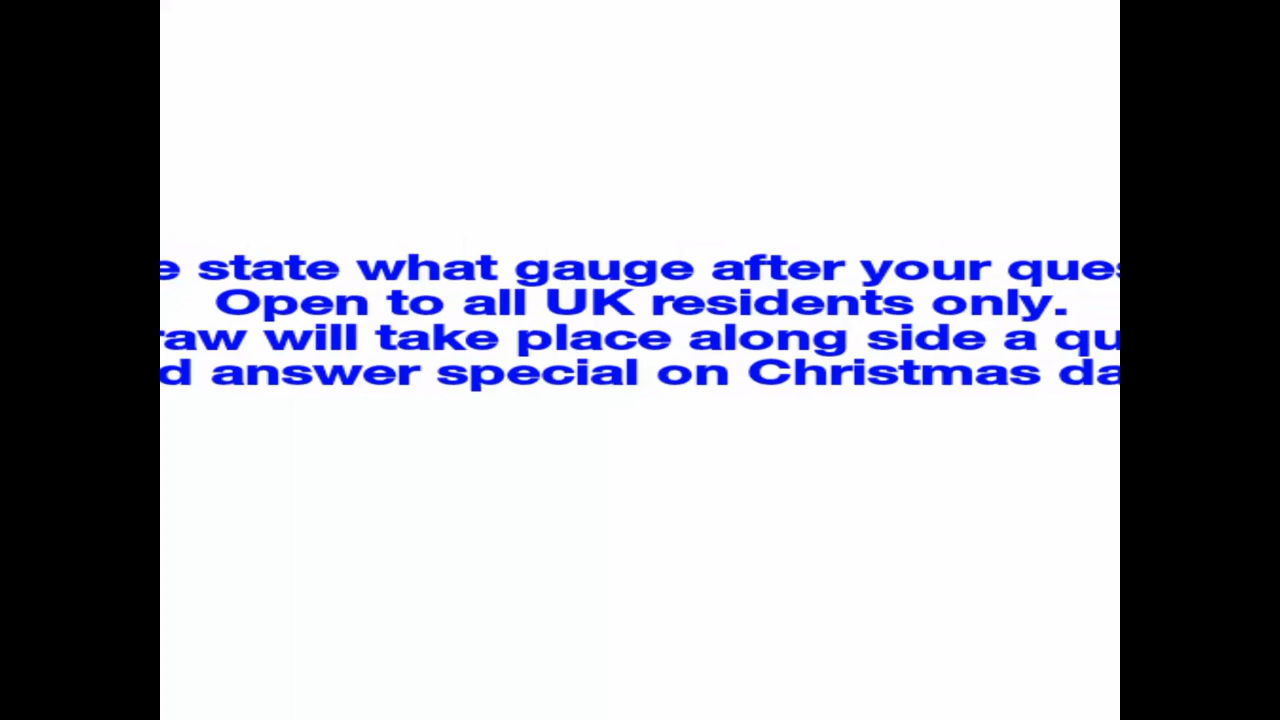 e state what gauge after your ques
Open to all UK residents only.
raw will take place along side a qu
d answer special on Christmas da